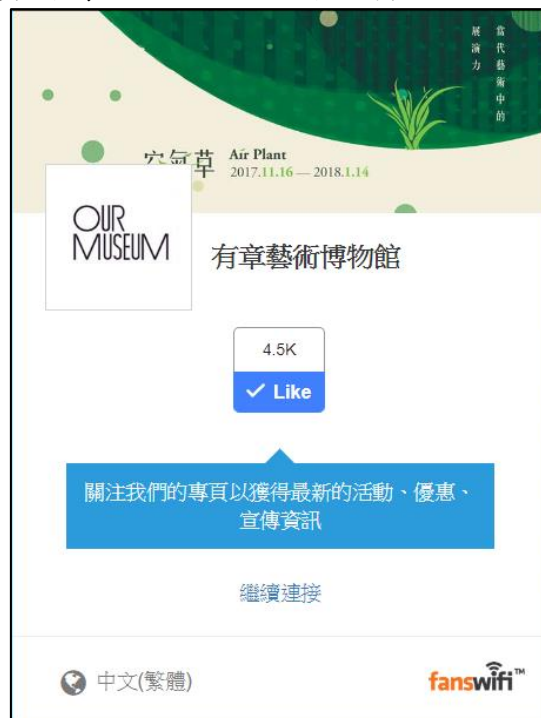 當代藝術中的
展演力
空氣草
Air Plant
2017.11.16 — 2018.1.14
OUR
MUSEUM
有章藝術博物館
4.5K
Like
關注我們的專頁以獲得最新的活動、優惠、
宣傳資訊
繼續連接
中文(繁體)
fanswifi™